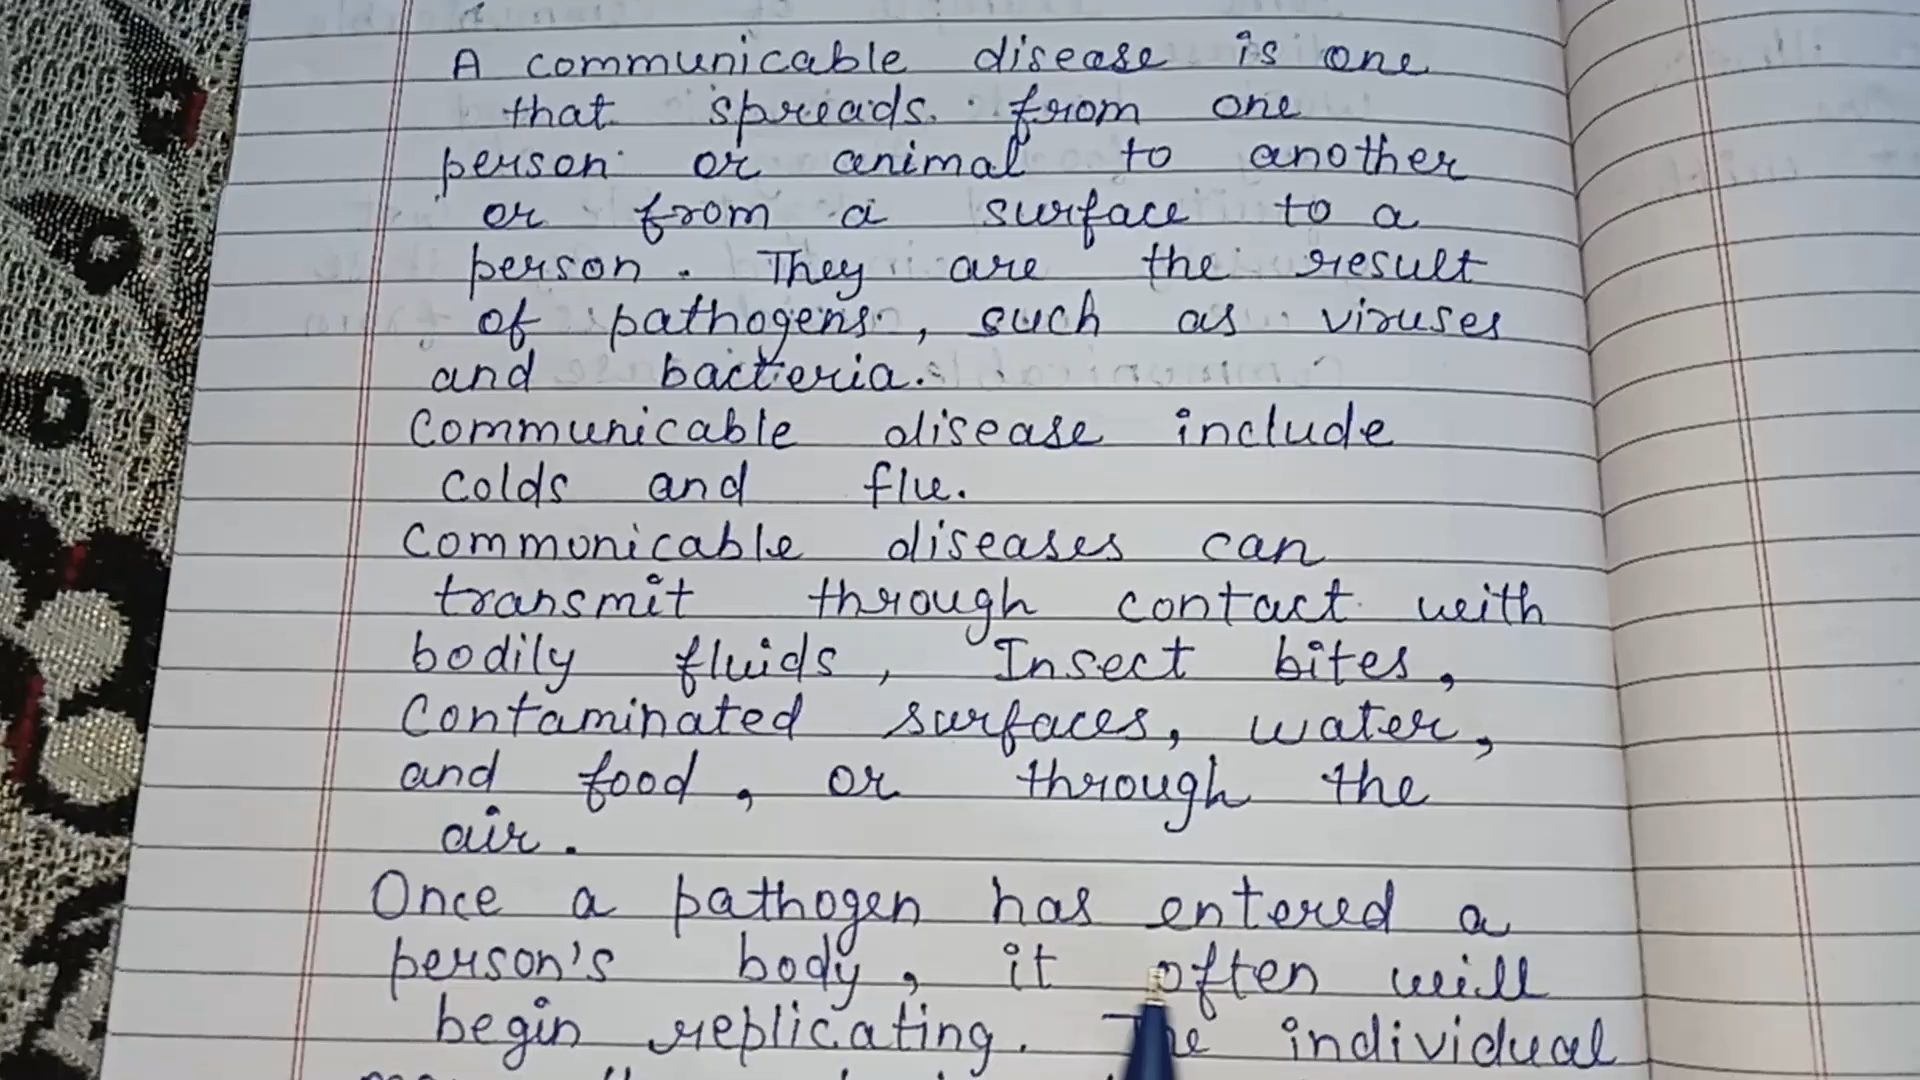 A communicable disease is one
that spreads from one
person or animal to another
or from a surface to a
person. They are the result
of pathogens, such as viruses
and bacteria.
Communicable disease include
colds and flu.
Communicable diseases can
transmit through contact with
bodily fluids, Insect bites,
Contaminated surfaces, water,
and food, or through the
air.
Once a pathogen has entered a
person's body, it often will
begin replicating. The individual